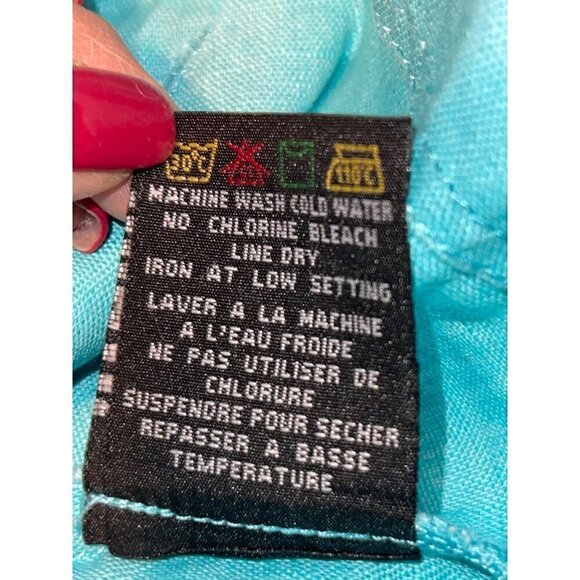 30°C 110°C
MACHINE WASH COLD WATER
NO CHLORINE BLEACH
LINE DRY
IRON AT LOW SETTING
LAVER A LA MACHINE
A L'EAU FROIDE
NE PAS UTILISER DE
CHLORURE
SUSPENDRE POUR SECHER
REPASSER A BASSE
TEMPERATURE